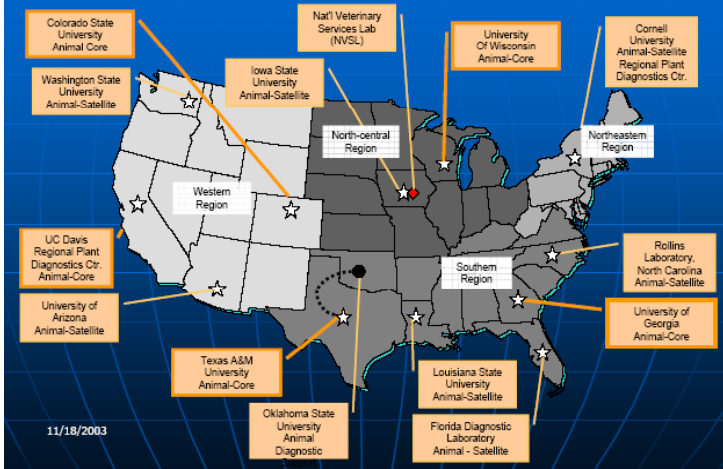 Colorado State
University
Animal Core
Nat'l Veterinary
Services Lab
(NVSL)
University
Of Wisconsin
Animal-Core
Cornell
University
Animal-Satellite
Regional Plant
Diagnostics Ctr.
Washington State
University
Animal-Satellite
Iowa State
University
Animal-Satellite
North-central
Region
Northeastern
Region
Western
Region
UC Davis
Regional Plant
Diagnostics Ctr.
Animal-Core
Southern
Region
Rollins
Laboratory,
North Carolina
Animal-Satellite
University of
Arizona
Animal-Satellite
University of
Georgia
Animal-Core
Texas A&M
University
Animal-Core
Louisiana State
University
Animal-Satellite
Oklahoma State
University
Animal
Diagnostic
Florida Diagnostic
Laboratory
Animal - Satellite
11/18/2003